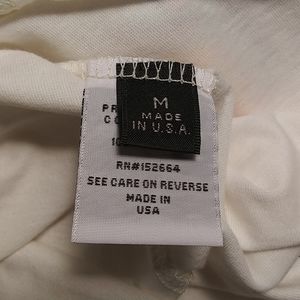 M
MADE
IN U.S.A.
RN#152664
SEE CARE ON REVERSE
MADE IN
USA